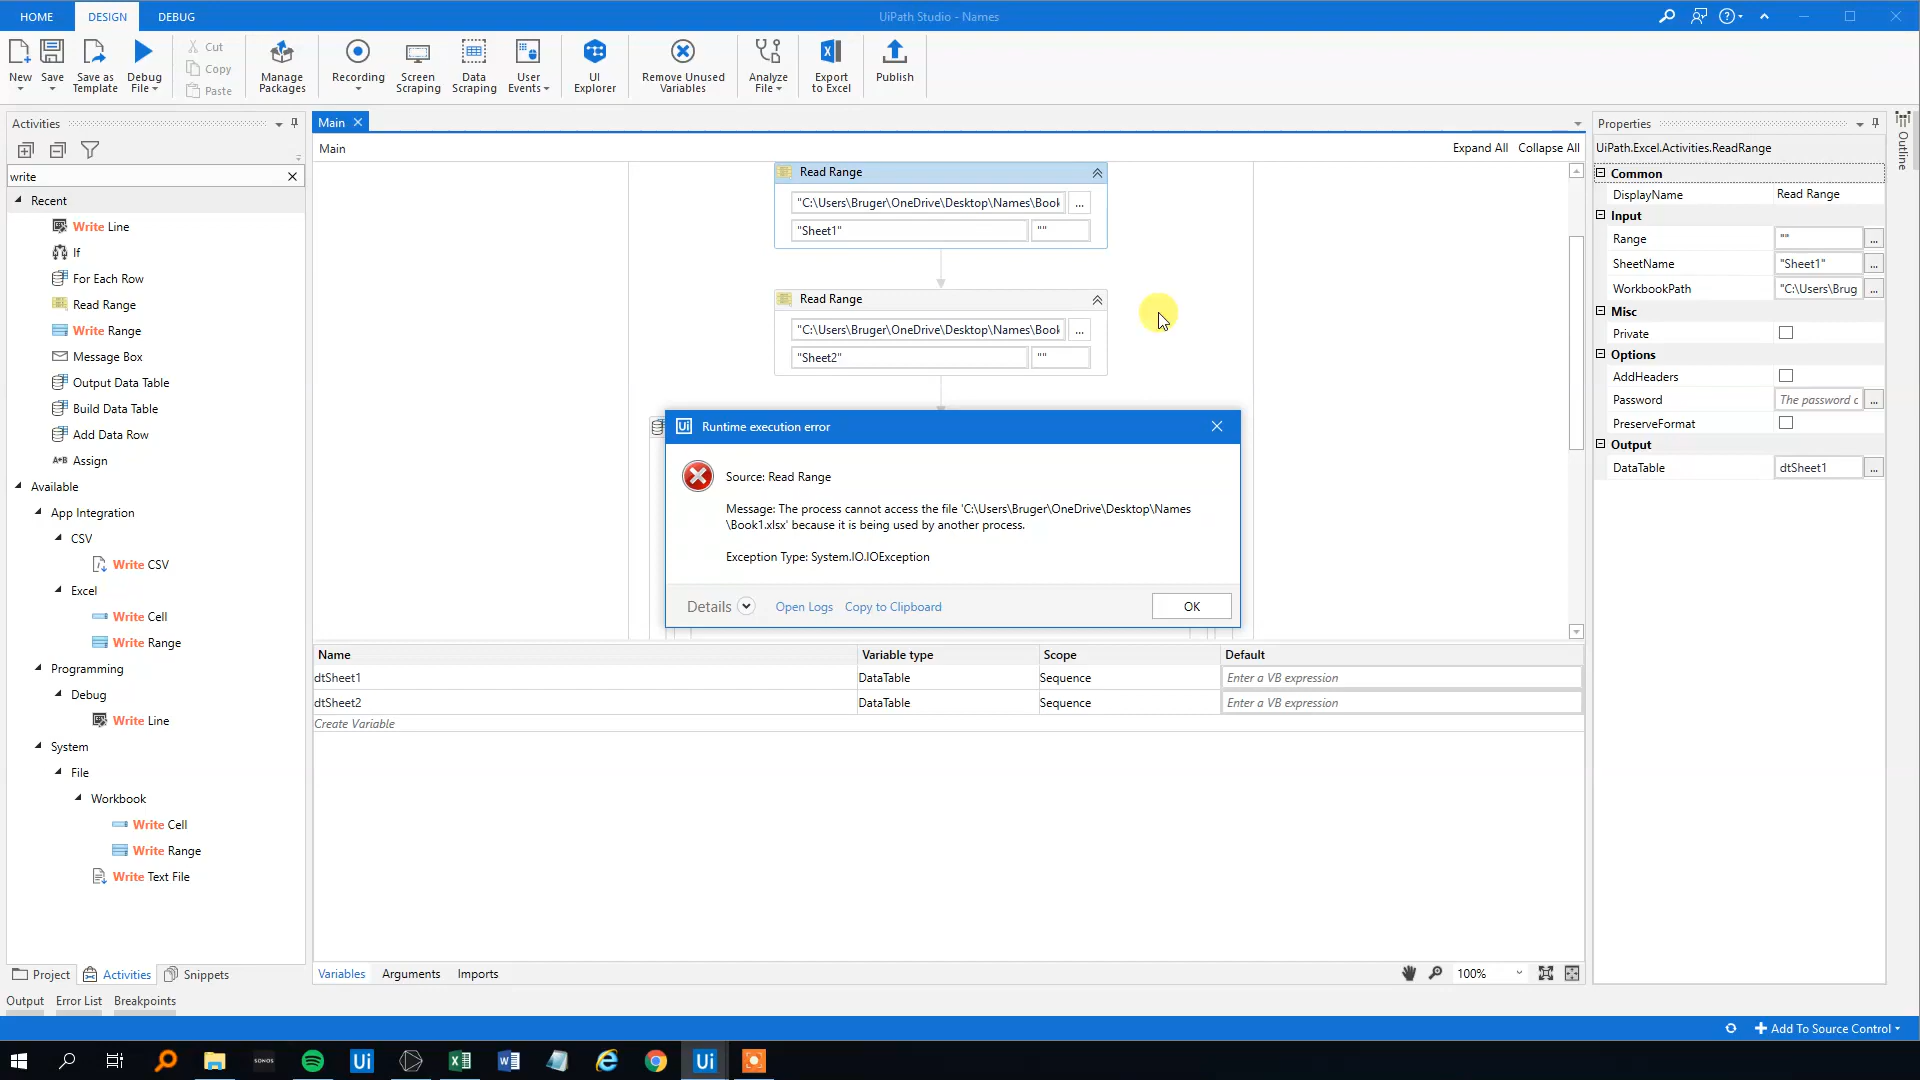 HOME DESIGN DEBUG UiPath Studio - Names
New Save Save as Template Debug File Cut Copy Paste Manage Packages Recording Screen Scraping Data Scraping User Events UI Explorer Remove Unused Variables Analyze File Export to Excel Publish
Activities
write
Recent
Write Line
If
For Each Row
Read Range
Write Range
Message Box
Output Data Table
Build Data Table
Add Data Row
A+B Assign
Available
App Integration
CSV
Write CSV
Excel
Write Cell
Write Range
Programming
Debug
Write Line
System
File
Workbook
Write Cell
Write Range
Write Text File
Project Activities Snippets
Output Error List Breakpoints
Main
Main Expand All Collapse All
Read Range
"C:\Users\Bruger\OneDrive\Desktop\Names\Book ...
"Sheet1" ""
Read Range
"C:\Users\Bruger\OneDrive\Desktop\Names\Book ...
"Sheet2" ""
Ui Runtime execution error
Source: Read Range
Message: The process cannot access the file 'C:\Users\Bruger\OneDrive\Desktop\Names
\Book1.xlsx' because it is being used by another process.
Exception Type: System.IO.IOException
Details Open Logs Copy to Clipboard OK
Name Variable type Scope Default
dtSheet1 DataTable Sequence Enter a VB expression
dtSheet2 DataTable Sequence Enter a VB expression
Create Variable
Variables Arguments Imports 100%
Properties
UiPath.Excel.Activities.ReadRange
Common
DisplayName Read Range
Input
Range "" ...
SheetName "Sheet1" ...
WorkbookPath "C:\Users\Brug ...
Misc
Private
Options
AddHeaders
Password The password c ...
PreserveFormat
Output
DataTable dtSheet1 ...
Outline
Add To Source Control
SONOS Ui Ui